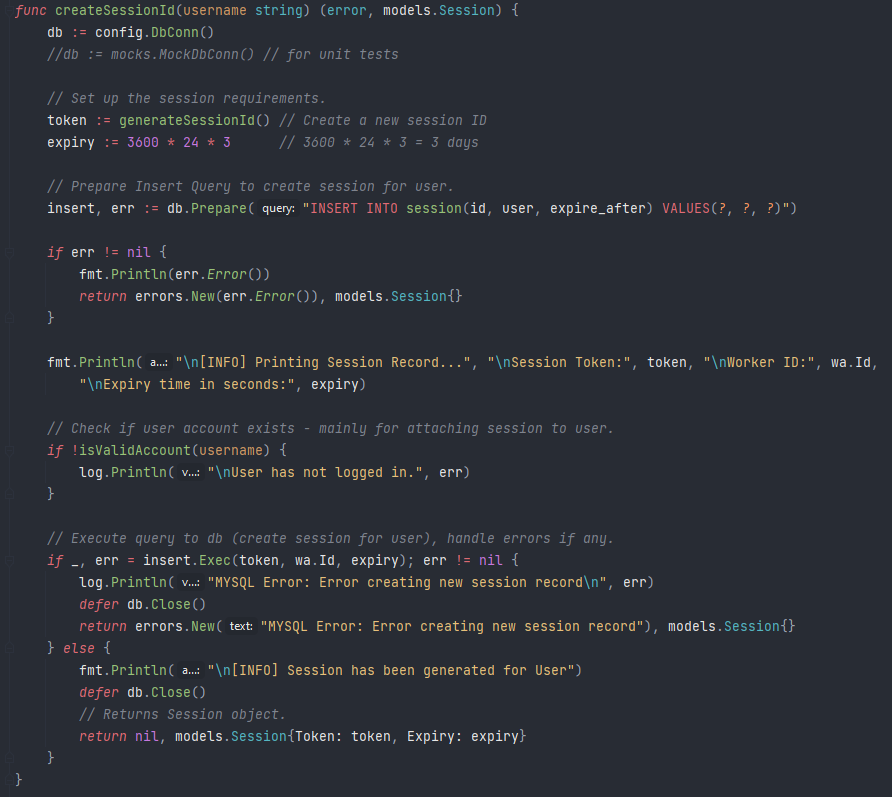 func createSessionId(username string) (error, models.Session) {
    db := config.DbConn()
    //db := mocks.MockDbConn() // for unit tests

    // Set up the session requirements.
    token := generateSessionId() // Create a new session ID
    expiry := 3600 * 24 * 3      // 3600 * 24 * 3 = 3 days

    // Prepare Insert Query to create session for user.
    insert, err := db.Prepare( query: "INSERT INTO session(id, user, expire_after) VALUES(?, ?, ?)")

    if err != nil {
        fmt.Println(err.Error())
        return errors.New(err.Error()), models.Session{}
    }

    fmt.Println( a...: "\n[INFO] Printing Session Record...", "\nSession Token:", token, "\nWorker ID:", wa.Id,
        "\nExpiry time in seconds:", expiry)

    // Check if user account exists - mainly for attaching session to user.
    if !isValidAccount(username) {
        log.Println( v...: "\nUser has not logged in.", err)
    }

    // Execute query to db (create session for user), handle errors if any.
    if _, err = insert.Exec(token, wa.Id, expiry); err != nil {
        log.Println( v...: "MYSQL Error: Error creating new session record\n", err)
        defer db.Close()
        return errors.New( text: "MYSQL Error: Error creating new session record"), models.Session{}
    } else {
        fmt.Println( a...: "\n[INFO] Session has been generated for User")
        defer db.Close()
        // Returns Session object.
        return nil, models.Session{Token: token, Expiry: expiry}
    }
}